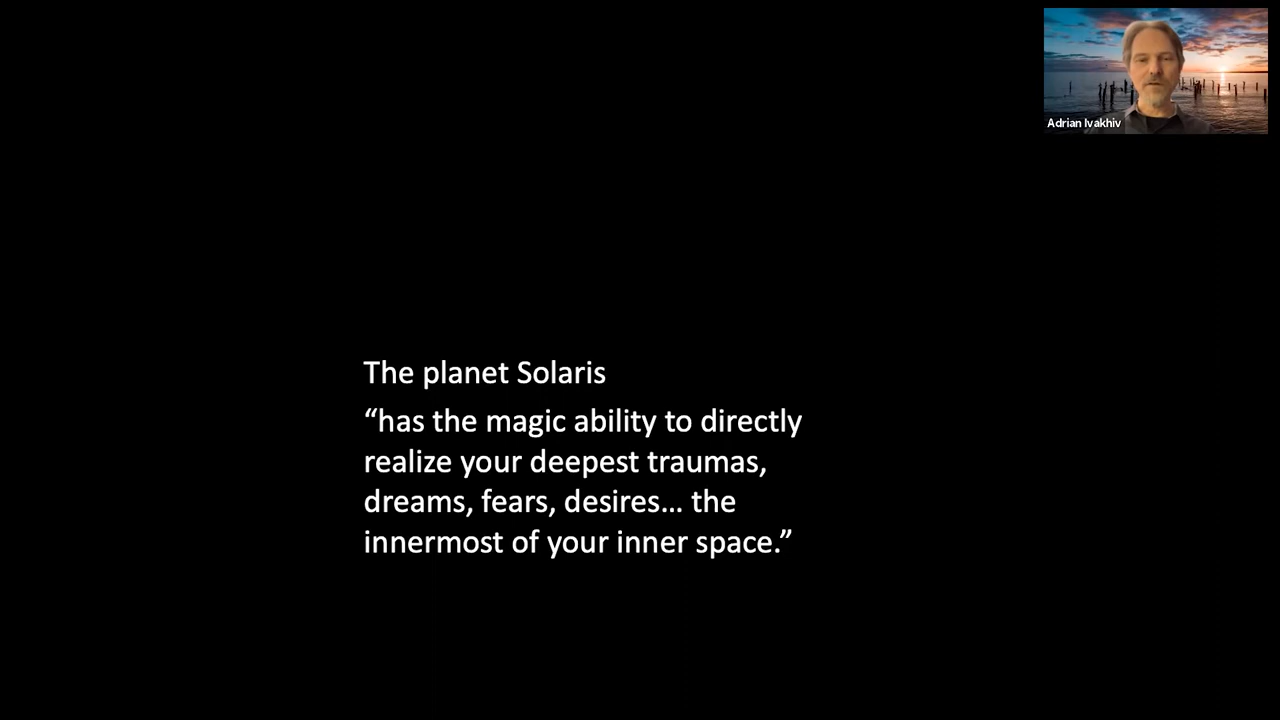 Adrian Ivakhiv
The planet Solaris
“has the magic ability to directly
realize your deepest traumas,
dreams, fears, desires… the
innermost of your inner space.”